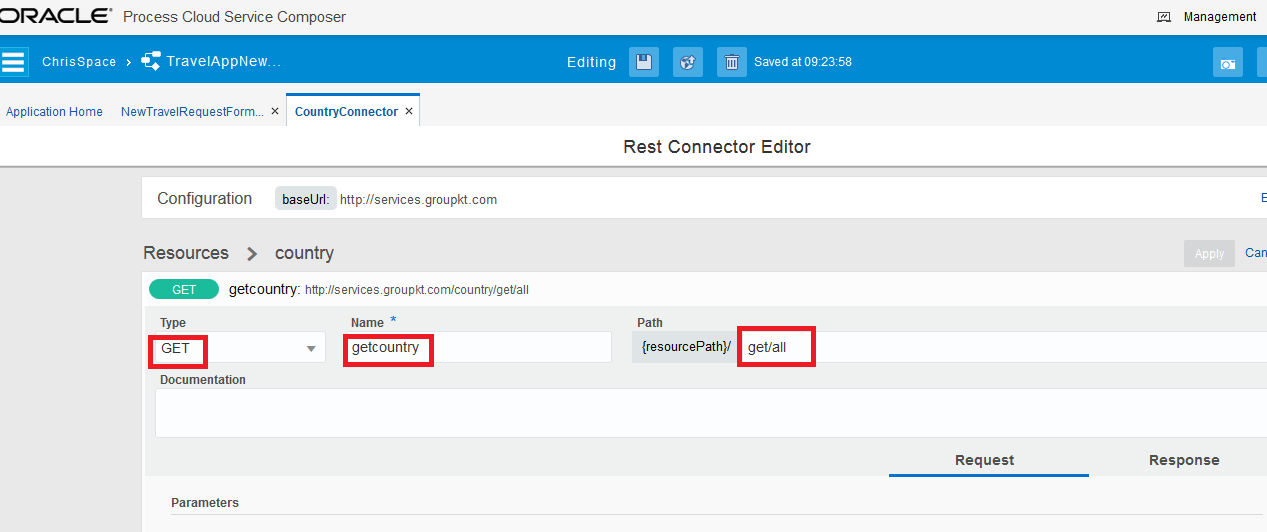 ORACLE® Process Cloud Service Composer Management
ChrisSpace › TravelAppNew... Editing Saved at 09:23:58
Application Home NewTravelRequestForm... × CountryConnector ×
Rest Connector Editor
Configuration baseUrl: http://services.groupkt.com E
Resources > country Apply Can
GET getcountry: http://services.groupkt.com/country/get/all
Type Name * Path
GET getcountry {resourcePath}/ get/all
Documentation
Request Response
Parameters